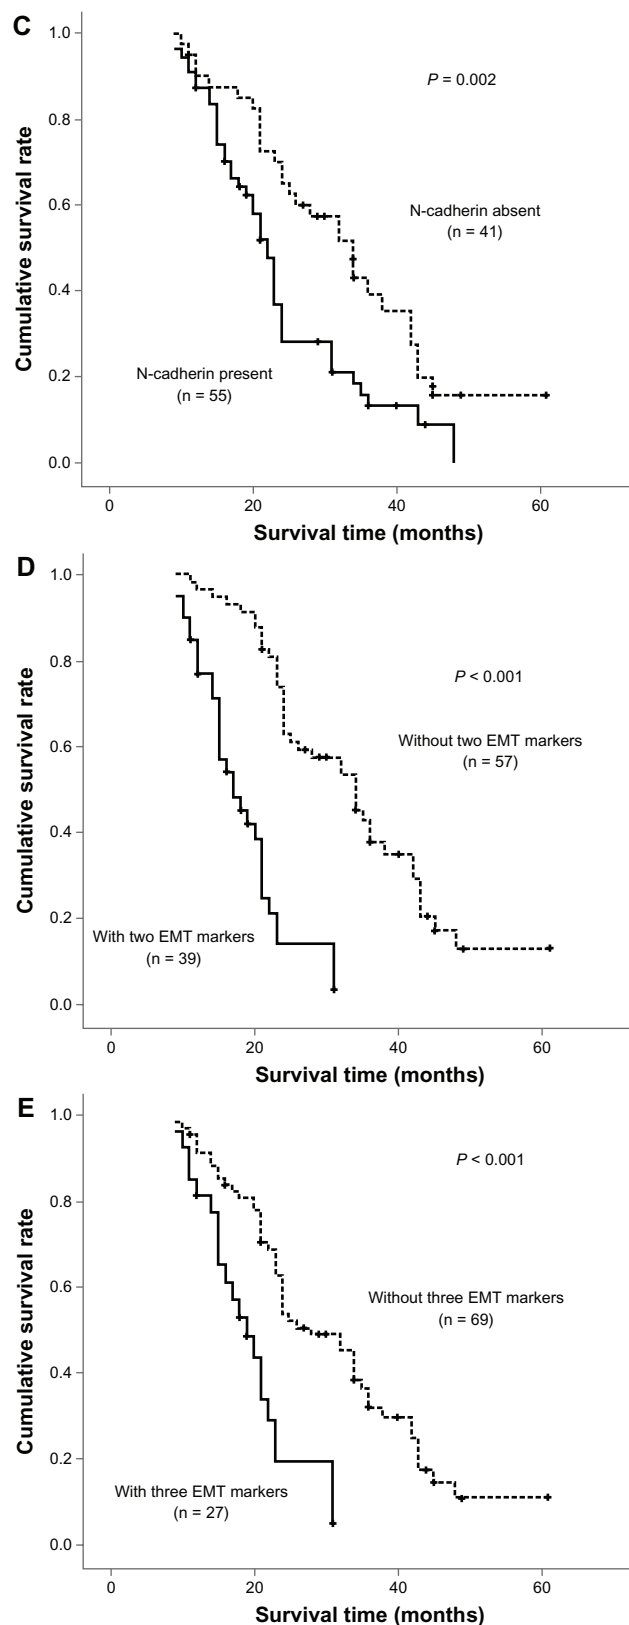 C
1.0
P = 0.002
0.8
0.6
N-cadherin absent
(n = 41)
0.4
N-cadherin present
(n = 55)
0.2
0.0
Cumulative survival rate
0 20 40 60
Survival time (months)
D
1.0
0.8
P < 0.001
Without two EMT markers
(n = 57)
0.6
0.4
0.2
With two EMT markers
(n = 39)
0.0
Cumulative survival rate
0 20 40 60
Survival time (months)
E
1.0
P < 0.001
0.8
0.6
Without three EMT markers
(n = 69)
0.4
0.2
With three EMT markers
(n = 27)
0.0
Cumulative survival rate
0 20 40 60
Survival time (months)